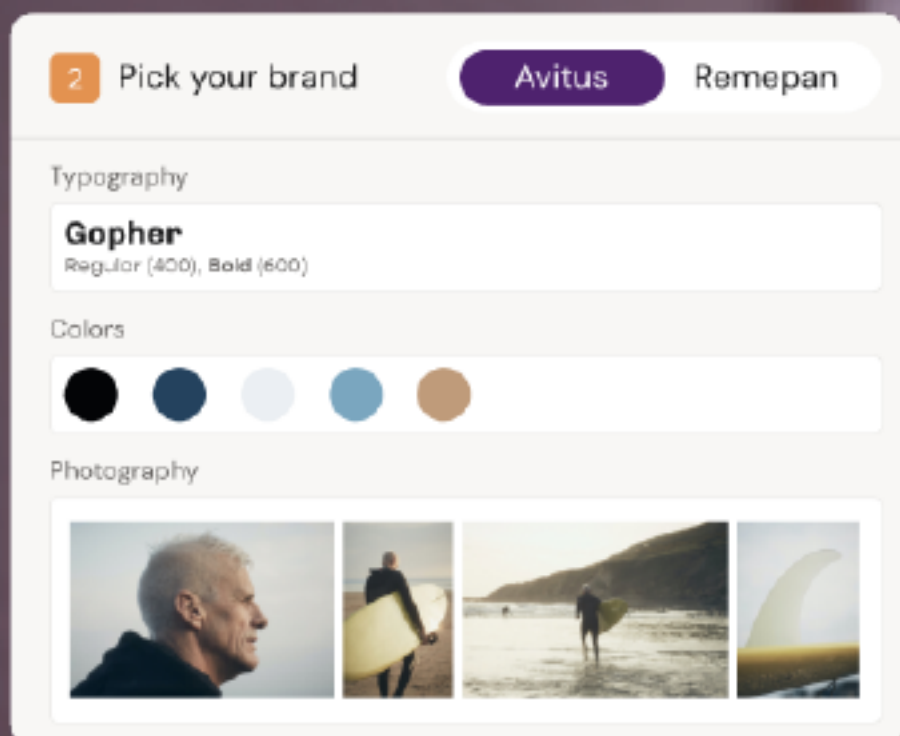 2 Pick your brand Avitus Remepan
Typography
Gopher
Regular (400), Bold (600)
Colors
Photography